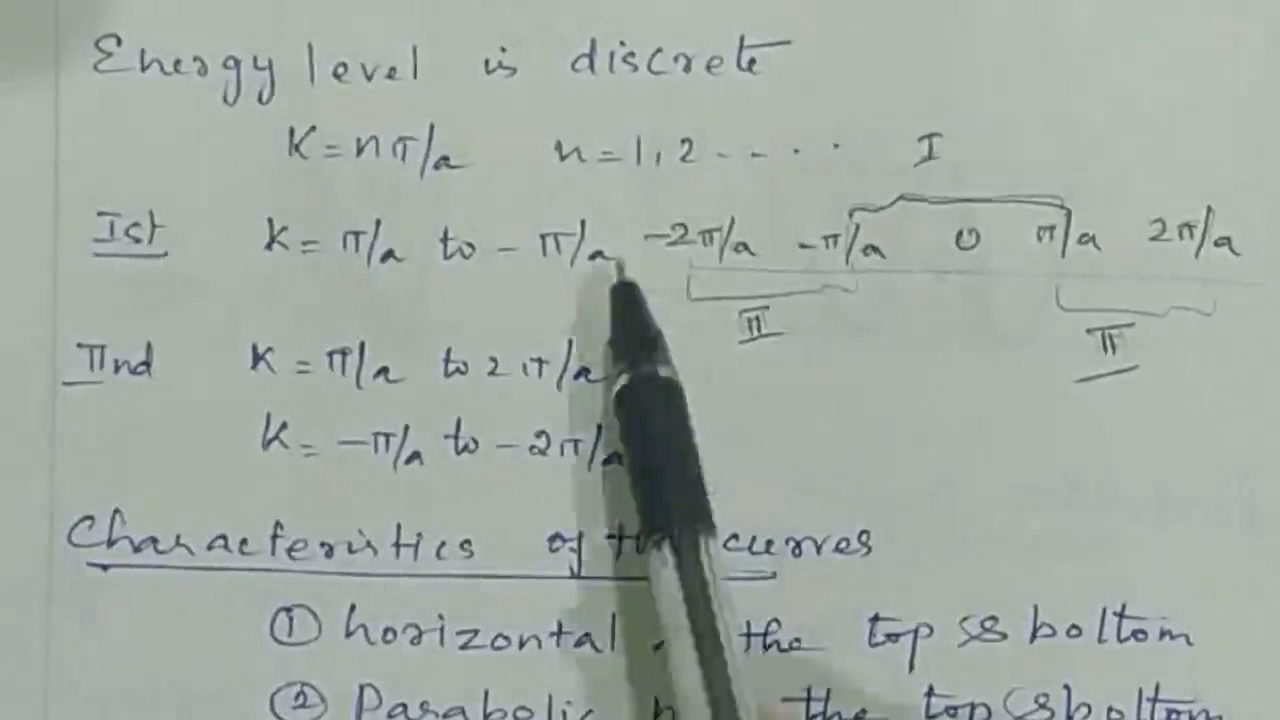 Energy level is discrete
K = nπ/a n = 1, 2 - - - - I
Ist K = π/a to - π/a -2π/a -π/a 0 π/a 2π/a
II II
IInd K = π/a to 2π/a
K = -π/a to -2π/a
Characteristics of curves
① horizontal the top & bottom
② Parabolic the top & bottom